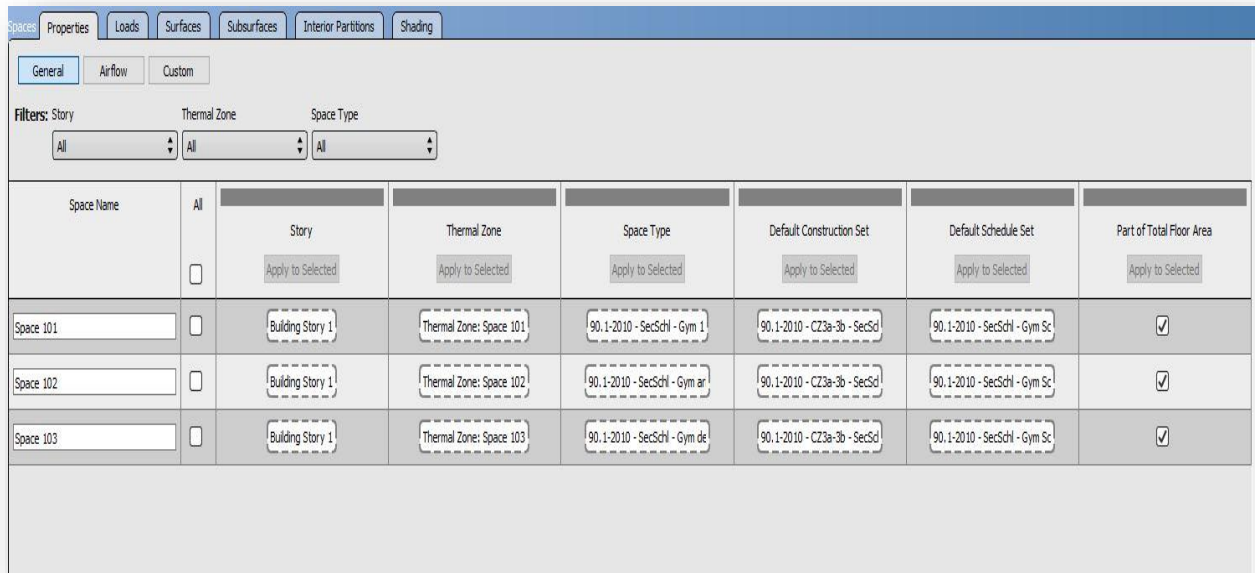 Spaces Properties Loads Surfaces Subsurfaces Interior Partitions Shading
General Airflow Custom
Filters: Story Thermal Zone Space Type
All All All
Space Name All
Story Thermal Zone Space Type Default Construction Set Default Schedule Set Part of Total Floor Area
Apply to Selected Apply to Selected Apply to Selected Apply to Selected Apply to Selected Apply to Selected
Space 101 Building Story 1 Thermal Zone: Space 101 90.1-2010 - SecSchl - Gym 1 90.1-2010 - CZ3a-3b - SecScl 90.1-2010 - SecSchl - Gym Sc
Space 102 Building Story 1 Thermal Zone: Space 102 90.1-2010 - SecSchl - Gym ar 90.1-2010 - CZ3a-3b - SecScl 90.1-2010 - SecSchl - Gym Sc
Space 103 Building Story 1 Thermal Zone: Space 103 90.1-2010 - SecSchl - Gym de 90.1-2010 - CZ3a-3b - SecScl 90.1-2010 - SecSchl - Gym Sc